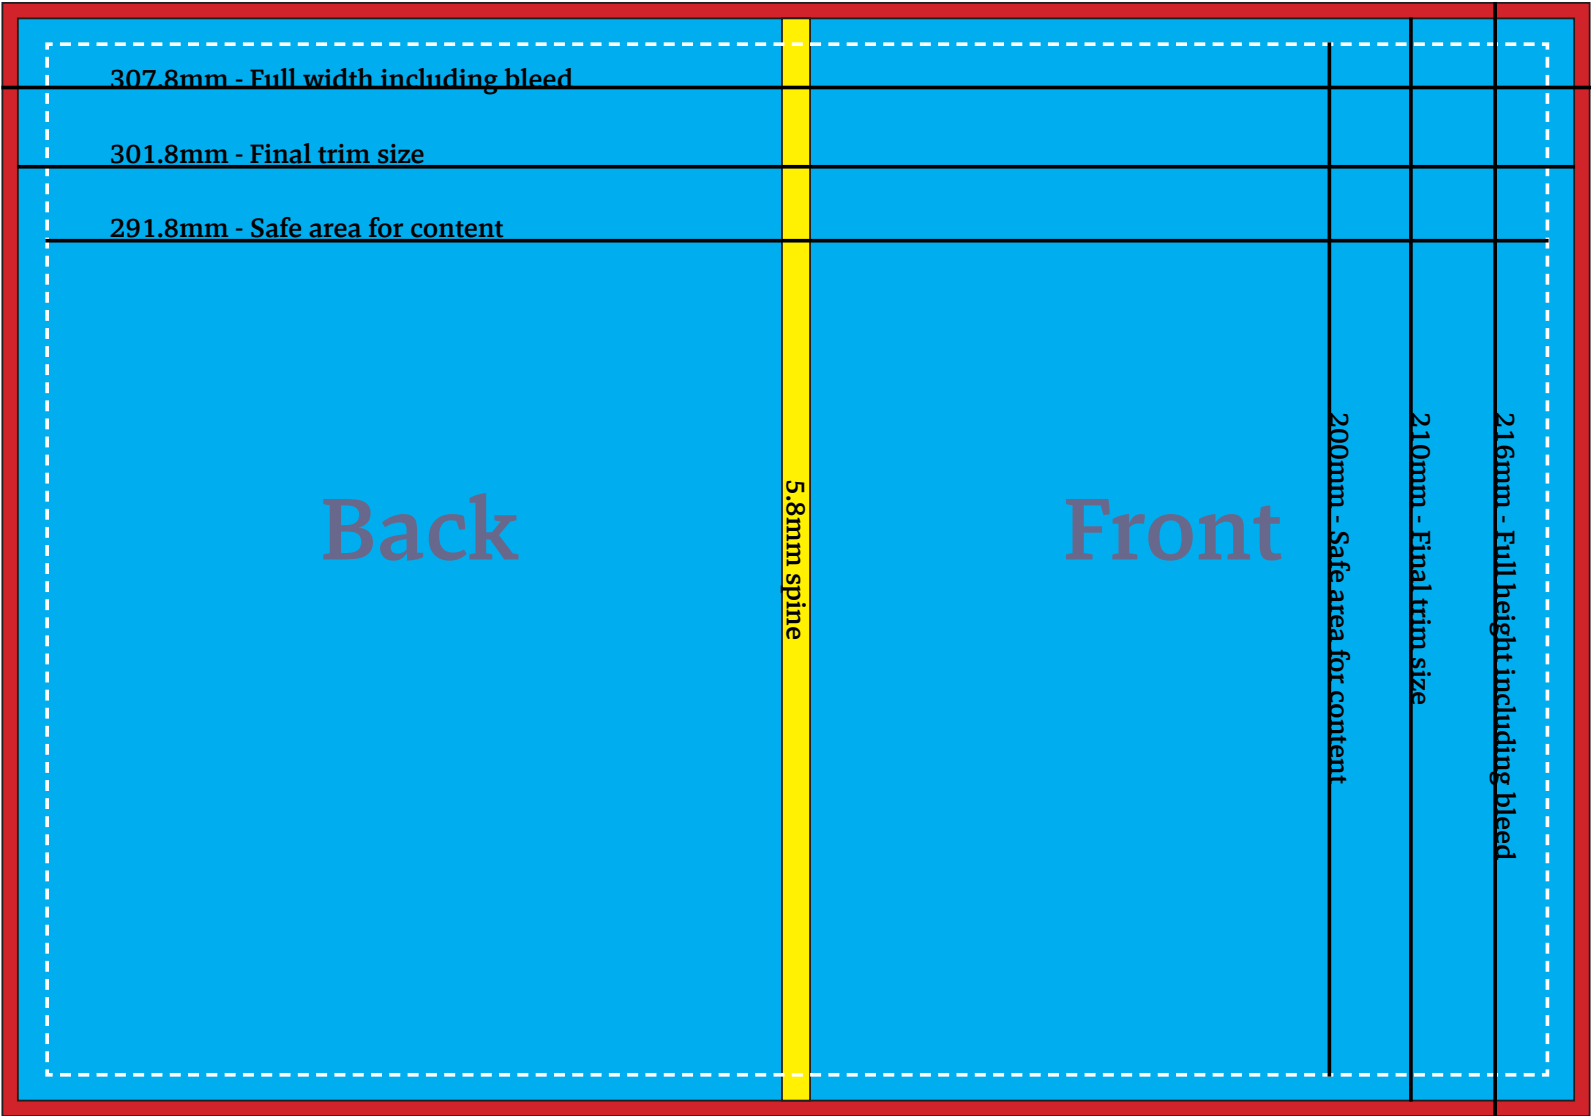 307.8mm - Full width including bleed
301.8mm - Final trim size
291.8mm - Safe area for content
Back
5.8mm spine
Front
200mm - Safe area for content
210mm - Final trim size
216mm - Full height including bleed